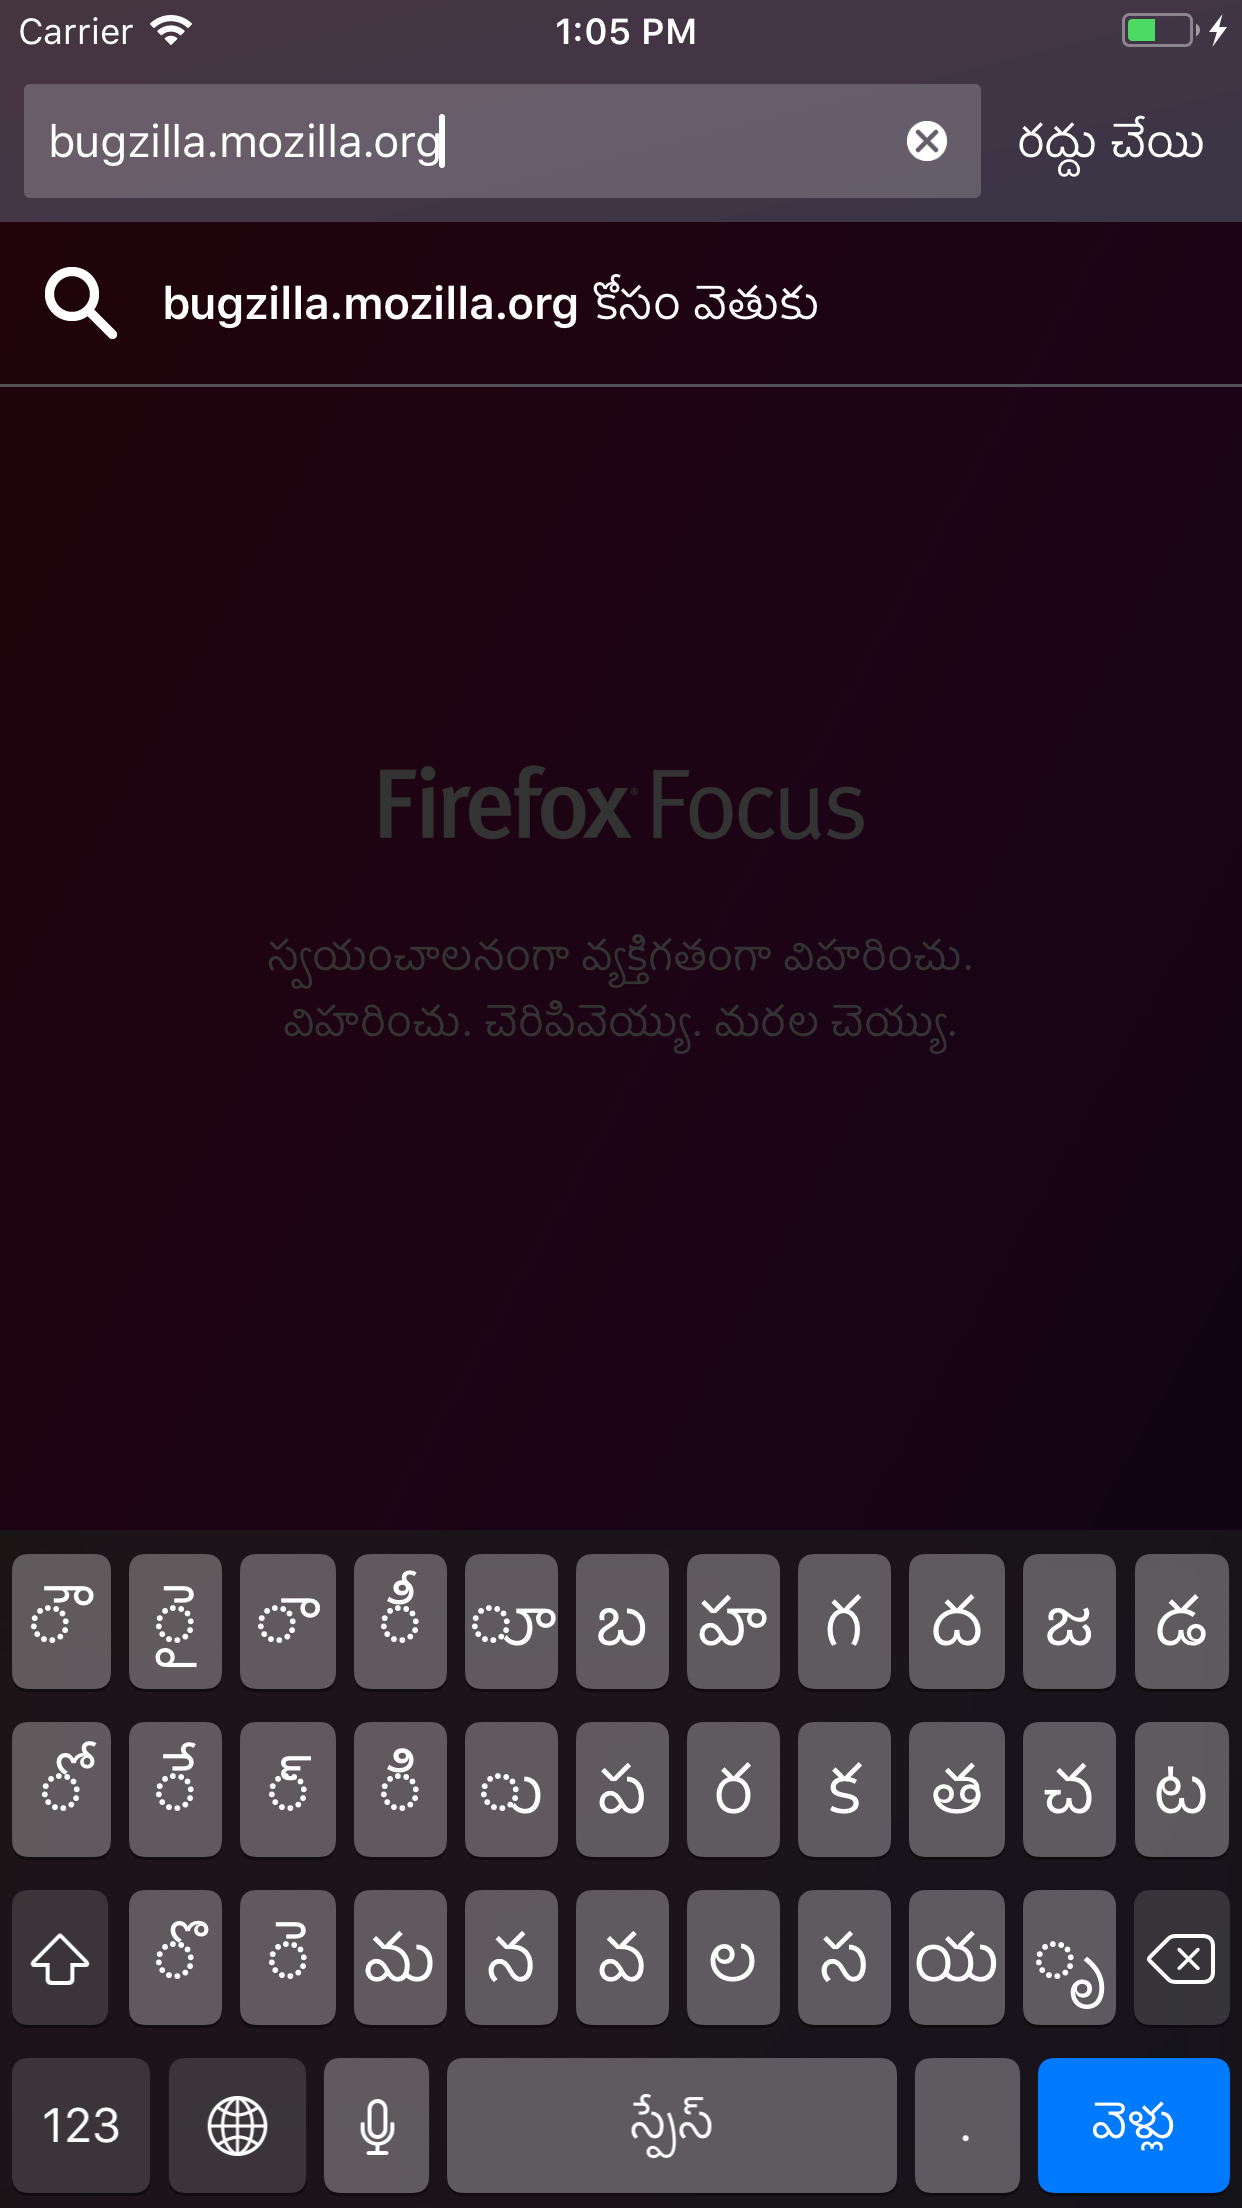 Carrier 1:05 PM
bugzilla.mozilla.org రద్దు చేయి
bugzilla.mozilla.org కోసం వెతుకు
Firefox Focus
స్వయంచాలనంగా వ్యక్తిగతంగా విహరించు.
విహరించు. చెరిపివెయ్యు. మరల చెయ్యు.
ౌ ై ా ీ ూ బ హ గ ద జ డ
ో ే ్ ి ు ప ర క త చ ట
ొ ె మ న వ ల స య ృ
123 స్పేస్ . వెళ్లు